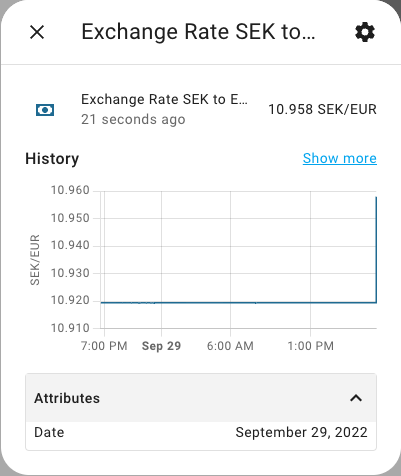 Exchange Rate SEK to...
Exchange Rate SEK to E... 10.958 SEK/EUR
21 seconds ago
History Show more
SEK/EUR
10.960
10.950
10.940
10.930
10.920
10.910
7:00 PM Sep 29 6:00 AM 1:00 PM
Attributes
Date September 29, 2022